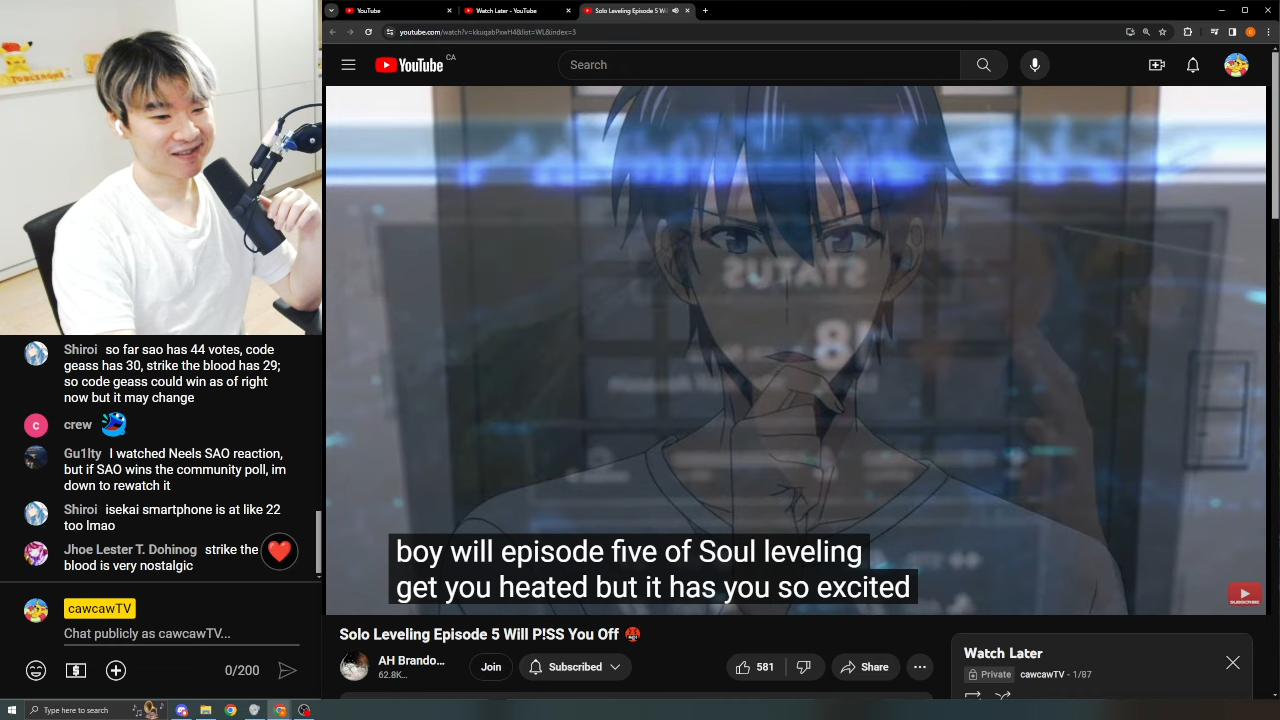 YouTube
Watch Later - YouTube
Solo Leveling Episode 5 Wi
youtube.com/watch?v=kkuqabPxwH4&list=WL&index=3
YouTube CA
Search
STATUS
18
boy will episode five of Soul leveling
get you heated but it has you so excited
SUBSCRIBE
Solo Leveling Episode 5 Will P!SS You Off
AH Brando...
62.8K...
Join
Subscribed
581
Share
Watch Later
Private
cawcawTV - 1/87
Shiroi so far sao has 44 votes, code
geass has 30, strike the blood has 29;
so code geass could win as of right
now but it may change
c crew
Gu1lty I watched Neels SAO reaction,
but if SAO wins the community poll, im
down to rewatch it
Shiroi isekai smartphone is at like 22
too lmao
Jhoe Lester T. Dohinog strike the
blood is very nostalgic
cawcawTV
Chat publicly as cawcawTV...
0/200
Type here to search